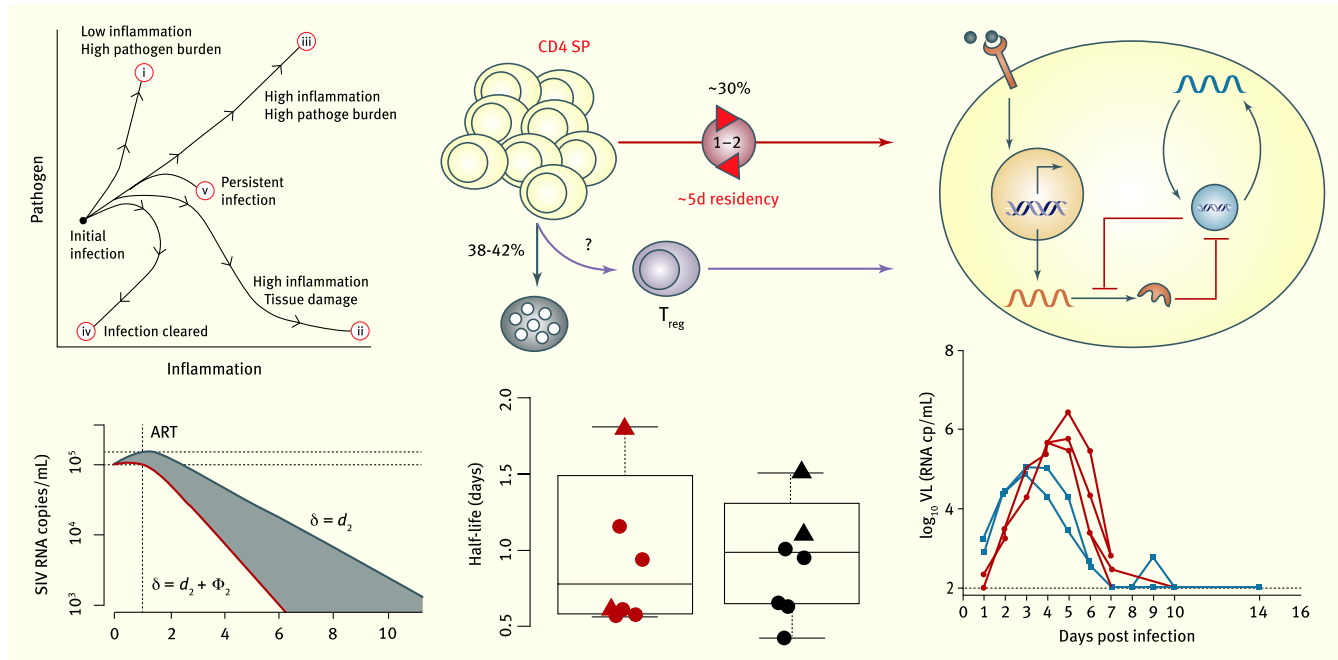 Low inflammation
High pathogen burden
i
iii
High inflammation
High pathoge burden
v
Persistent
infection
Initial
infection
High inflammation
Tissue damage
iv
Infection cleared
ii
Pathogen
Inflammation
CD4 SP
~30%
1–2
~5d residency
38-42%
?
Treg
SIV RNA copies/mL
10⁵
10⁴
10³
ART
δ = d₂
δ = d₂ + Φ₂
0 2 4 6 8 10
Half-life (days)
2.0
1.5
1.0
0.5
log₁₀ VL (RNA cp/mL)
8
6
4
2
0 1 2 3 4 5 6 7 8 9 10 14 16
Days post infection